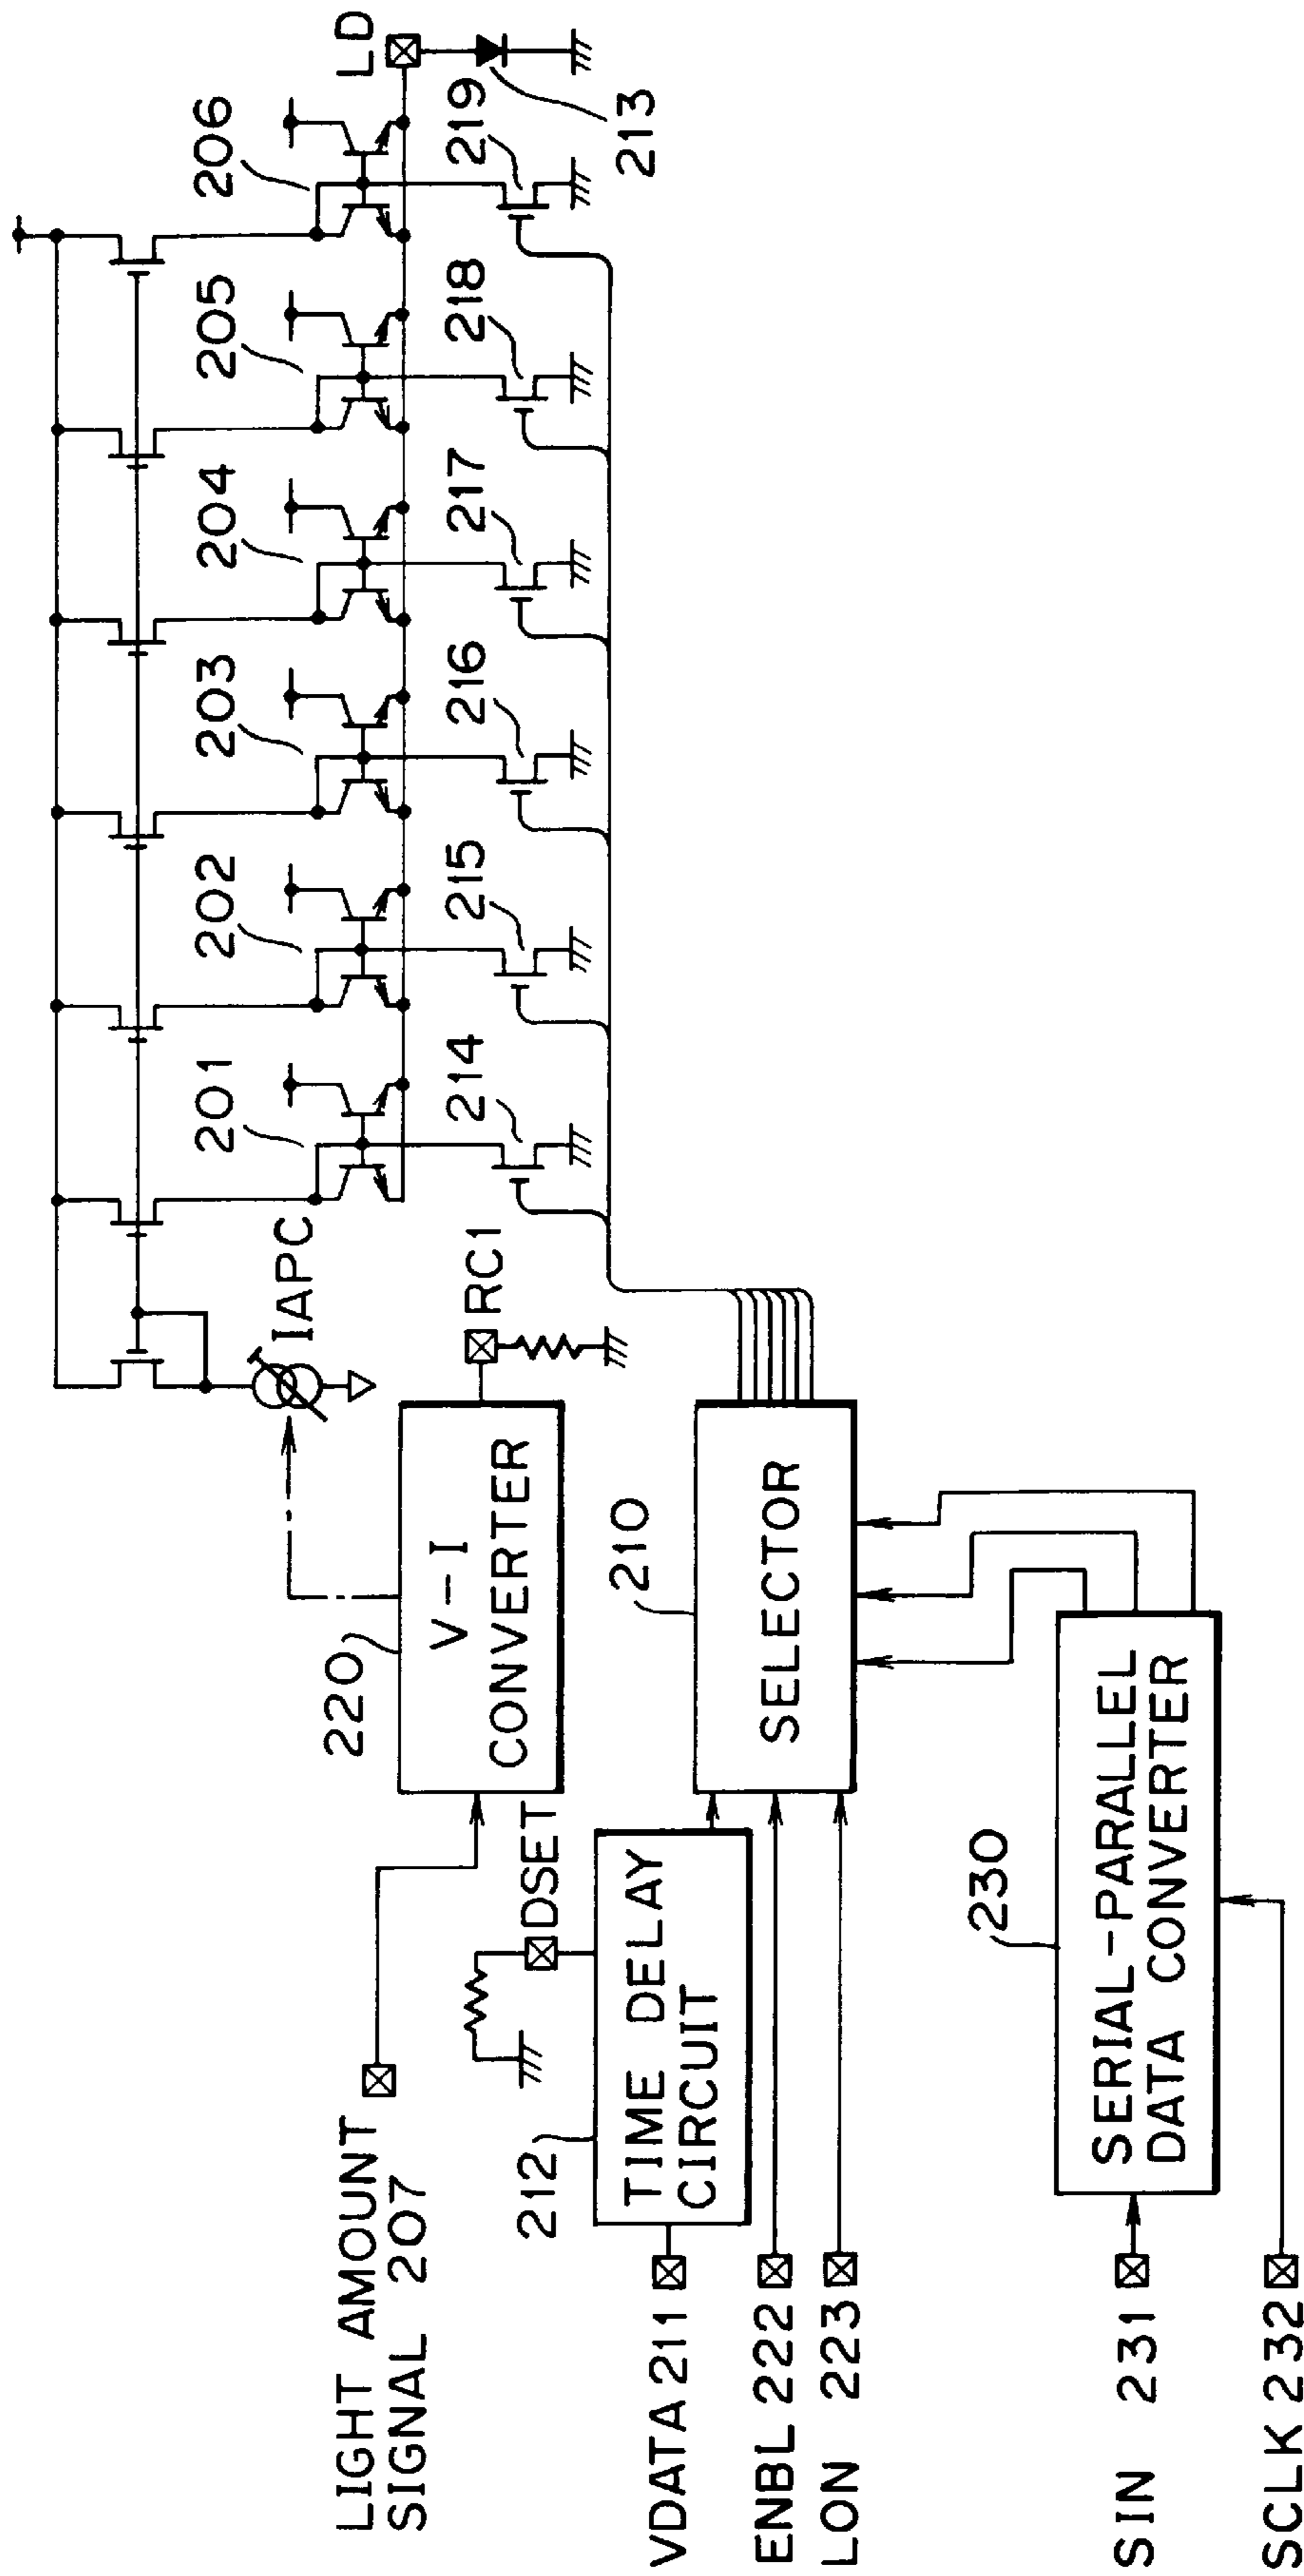 LD
206
205
204
203
202
201
IAPC
219
218
217
216
215
214
213
RC1
220
V-I
CONVERTER
LIGHT AMOUNT
SIGNAL 207
DSET
212
TIME DELAY
CIRCUIT
210
SELECTOR
VDATA 211
ENBL 222
LON 223
230
SERIAL-PARALLEL
DATA CONVERTER
SIN 231
SCLK 232